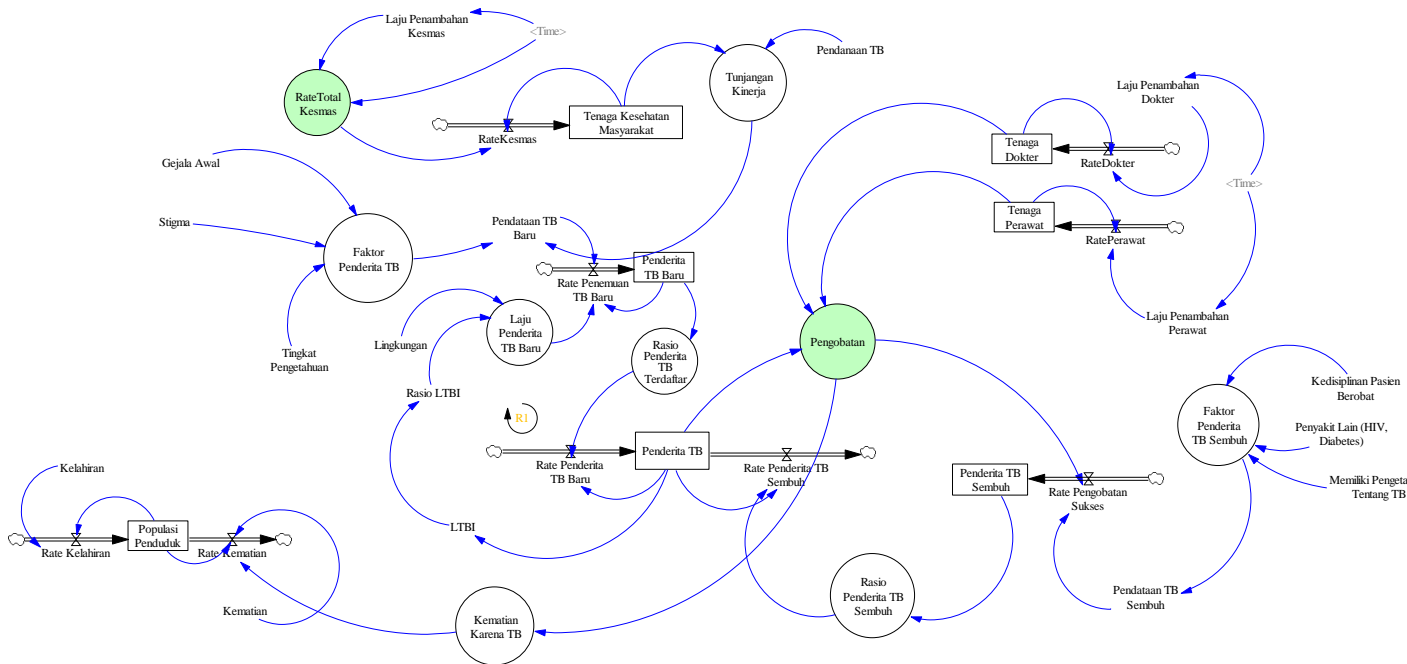 Laju Penambahan
Kesmas
<Time>
RateTotal
Kesmas
RateKesmas
Tenaga Kesehatan
Masyarakat
Tunjangan
Kinerja
Pendanaan TB
Laju Penambahan
Dokter
Tenaga
Dokter
RateDokter
<Time>
Tenaga
Perawat
RatePerawat
Laju Penambahan
Perawat
Gejala Awal
Stigma
Faktor
Penderita TB
Tingkat
Pengetahuan
Pendataan TB
Baru
Rate Penemuan
TB Baru
Penderita
TB Baru
Lingkungan
Laju
Penderita
TB Baru
Rasio
Penderita
TB
Terdaftar
Pengobatan
Rasio LTBI
R1
Rate Penderita
TB Baru
Penderita TB
Rate Penderita TB
Sembuh
LTBI
Kedisiplinan Pasien
Berobat
Faktor
Penderita
TB Sembuh
Penyakit Lain (HIV,
Diabetes)
Memiliki Pengeta
Tentang TB
Penderita TB
Sembuh
Rate Pengobatan
Sukses
Pendataan TB
Sembuh
Rasio
Penderita TB
Sembuh
Kelahiran
Rate Kelahiran
Populasi
Penduduk
Rate Kematian
Kematian
Kematian
Karena TB